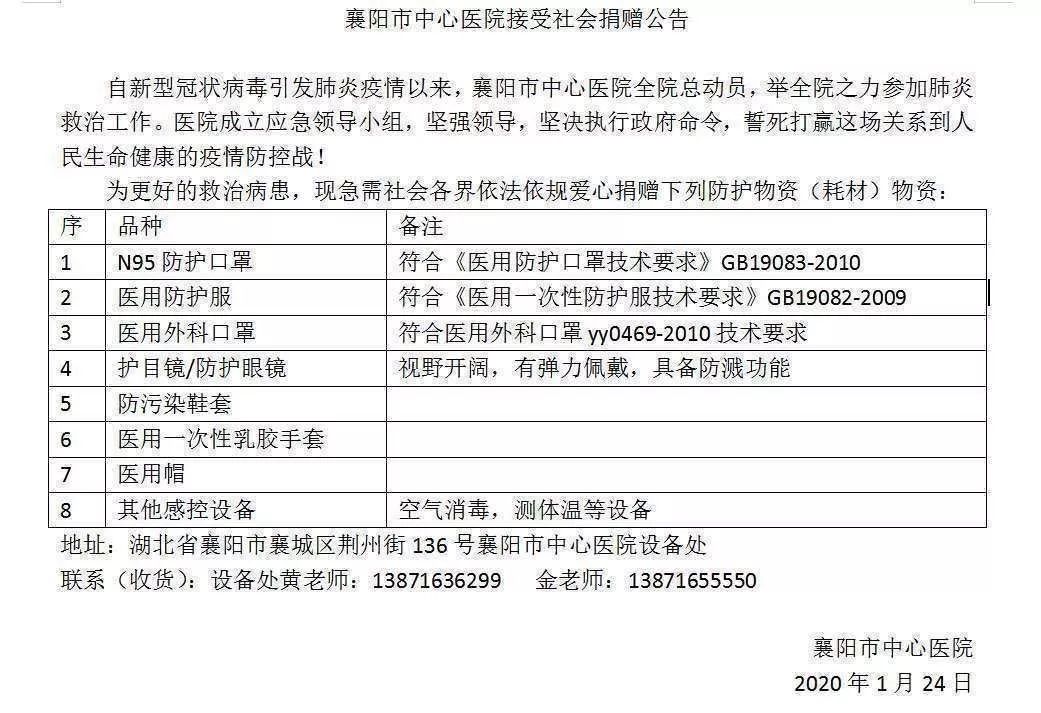 襄阳市中心医院接受社会捐赠公告
自新型冠状病毒引发肺炎疫情以来，襄阳市中心医院全院总动员，举全院之力参加肺炎
救治工作。医院成立应急领导小组，坚强领导，坚决执行政府命令，誓死打赢这场关系到人
民生命健康的疫情防控战！
为更好的救治病患，现急需社会各界依法依规爱心捐赠下列防护物资（耗材）物资：
序 品种 备注
1 N95 防护口罩 符合《医用防护口罩技术要求》GB19083-2010
2 医用防护服 符合《医用一次性防护服技术要求》GB19082-2009
3 医用外科口罩 符合医用外科口罩 yy0469-2010 技术要求
4 护目镜/防护眼镜 视野开阔，有弹力佩戴，具备防溅功能
5 防污染鞋套
6 医用一次性乳胶手套
7 医用帽
8 其他感控设备 空气消毒，测体温等设备
地址：湖北省襄阳市襄城区荆州街 136 号襄阳市中心医院设备处
联系（收货）：设备处黄老师：13871636299 金老师：13871655550
襄阳市中心医院
2020 年 1 月 24 日